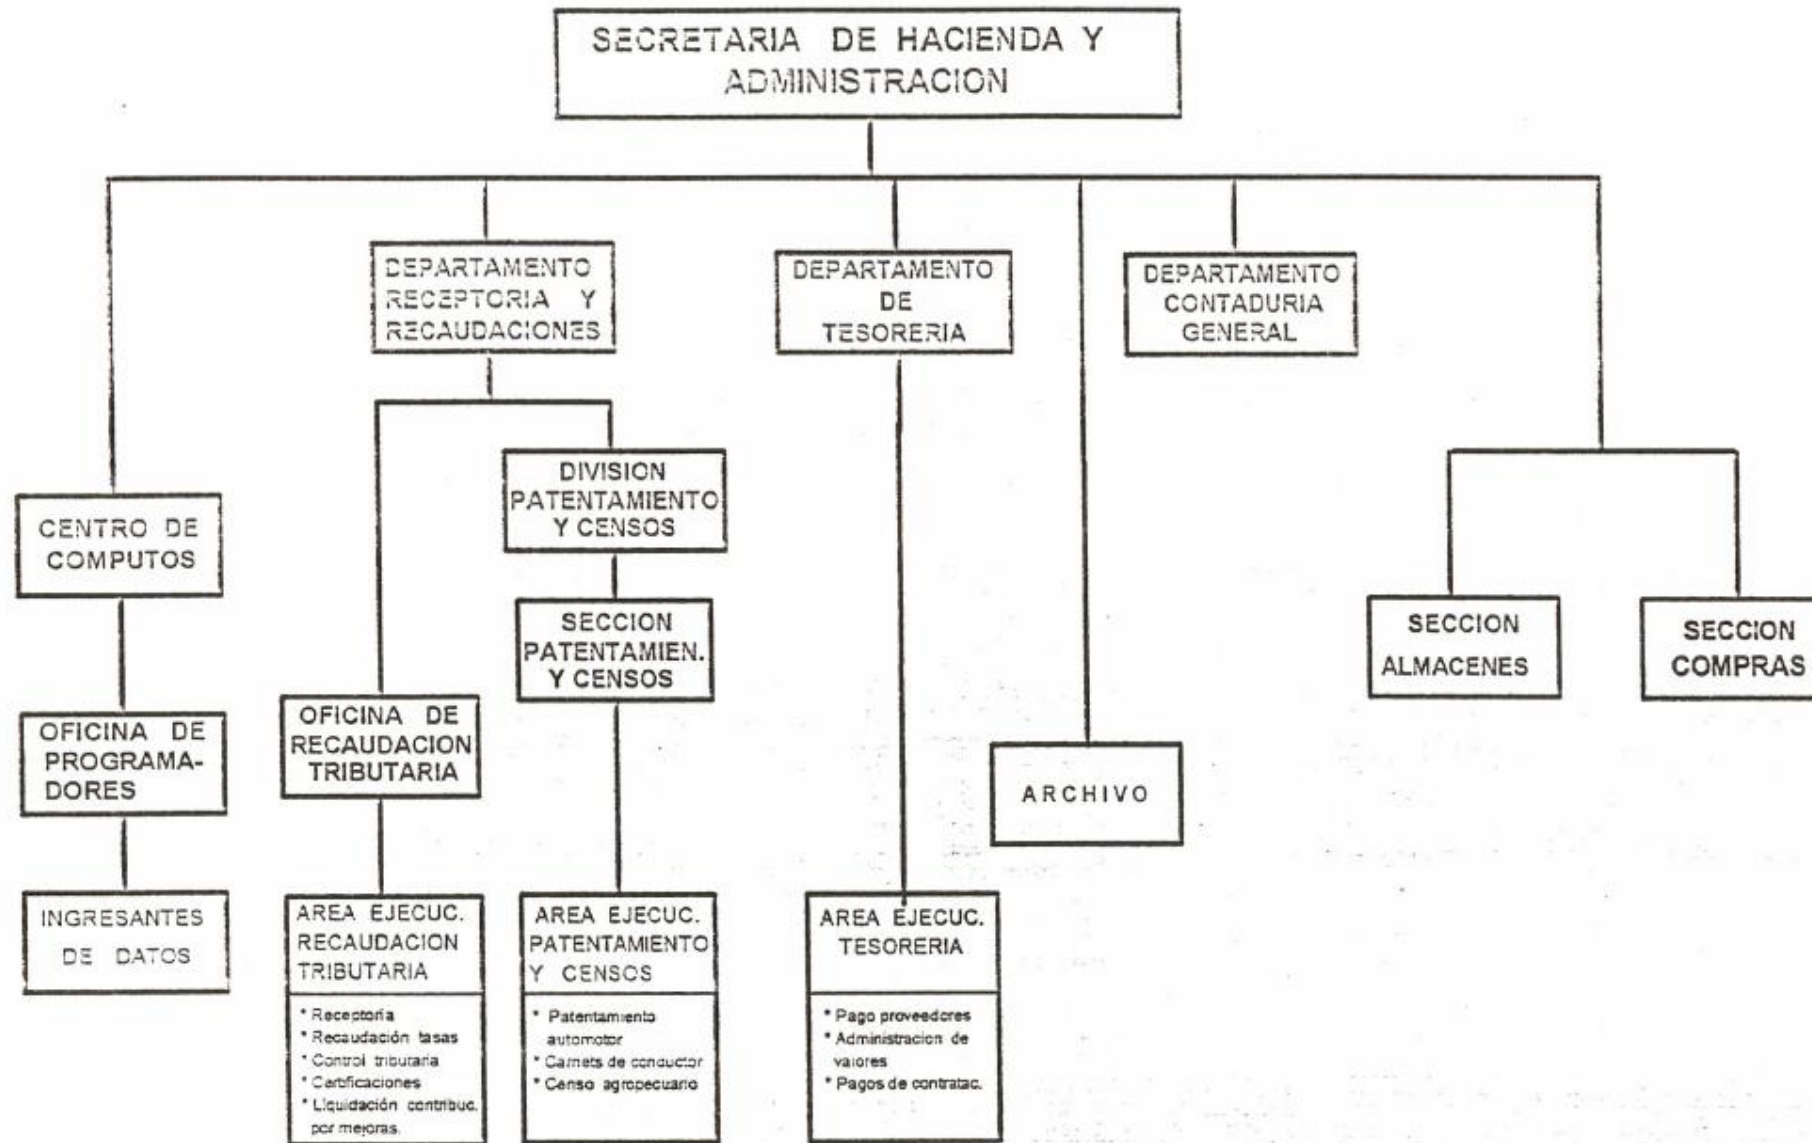 SECRETARIA DE HACIENDA Y
ADMINISTRACION
DEPARTAMENTO
RECEPTORIA Y
RECAUDACIONES
DEPARTAMENTO
DE
TESORERIA
DEPARTAMENTO
CONTADURIA
GENERAL
DIVISION
PATENTAMIENTO
Y CENSOS
CENTRO DE
COMPUTOS
SECCION
PATENTAMIEN.
Y CENSOS
SECCION
ALMACENES
SECCION
COMPRAS
OFICINA DE
PROGRAMA-
DORES
OFICINA DE
RECAUDACION
TRIBUTARIA
ARCHIVO
INGRESANTES
DE DATOS
AREA EJECUC.
RECAUDACION
TRIBUTARIA
* Receptoría
* Recaudación tasas
* Control tributaria
* Certificaciones
* Liquidación contribuc.
por mejoras.
AREA EJECUC.
PATENTAMIENTO
Y CENSOS
* Patentamiento
automotor
* Carnets de conductor
* Censo agropecuario
AREA EJECUC.
TESORERIA
* Pago proveedores
* Administracion de
valores
* Pagos de contratac.